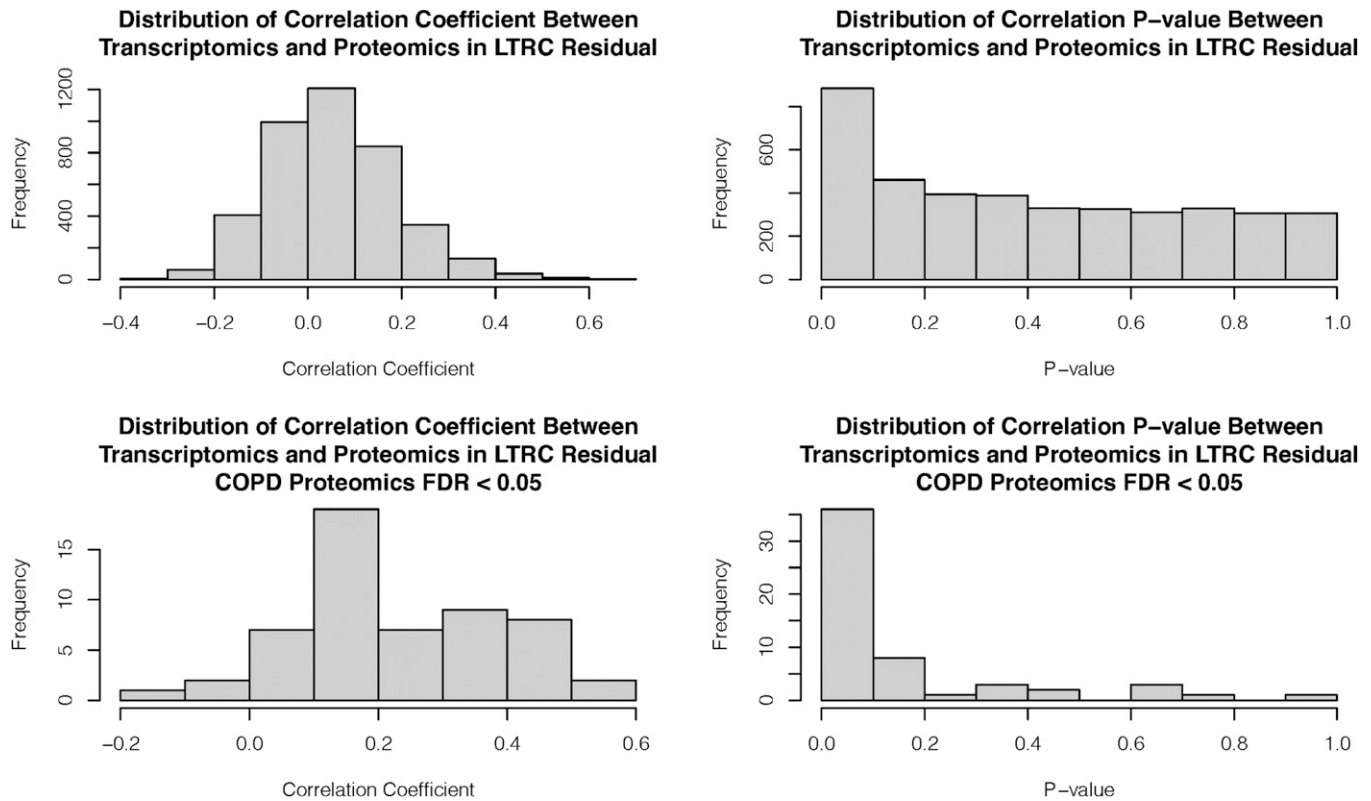 Distribution of Correlation Coefficient Between
Transcriptomics and Proteomics in LTRC Residual
Frequency
1200
800
400
0
−0.4 −0.2 0.0 0.2 0.4 0.6
Correlation Coefficient
Distribution of Correlation P−value Between
Transcriptomics and Proteomics in LTRC Residual
Frequency
600
200
0
0.0 0.2 0.4 0.6 0.8 1.0
P−value
Distribution of Correlation Coefficient Between
Transcriptomics and Proteomics in LTRC Residual
COPD Proteomics FDR < 0.05
Frequency
15
10
5
0
−0.2 0.0 0.2 0.4 0.6
Correlation Coefficient
Distribution of Correlation P−value Between
Transcriptomics and Proteomics in LTRC Residual
COPD Proteomics FDR < 0.05
Frequency
30
10
0
0.0 0.2 0.4 0.6 0.8 1.0
P−value